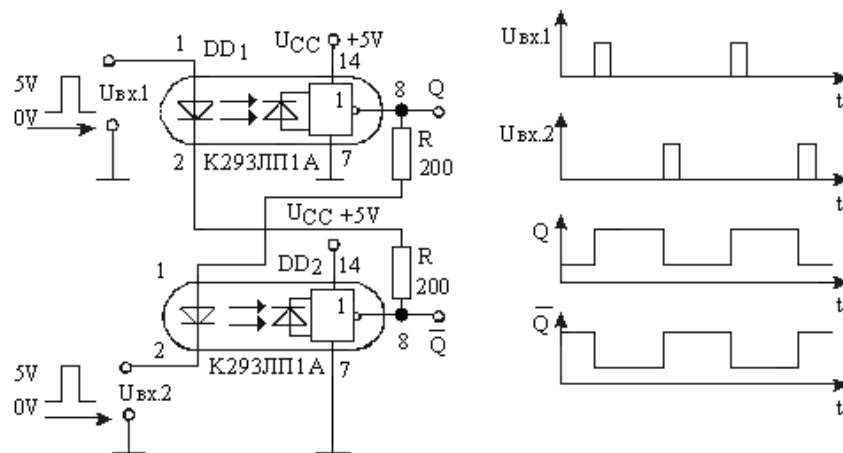 1
DD1
UCC +5V
14
5V
0V
Uвх.1
1
8
Q
2
К293ЛП1А
7
R
200
UCC +5V
1
DD2
14
R
200
1
2
К293ЛП1А
7
8
Q̅
5V
0V
Uвх.2
Uвх.1
t
Uвх.2
t
Q
t
Q̅
t